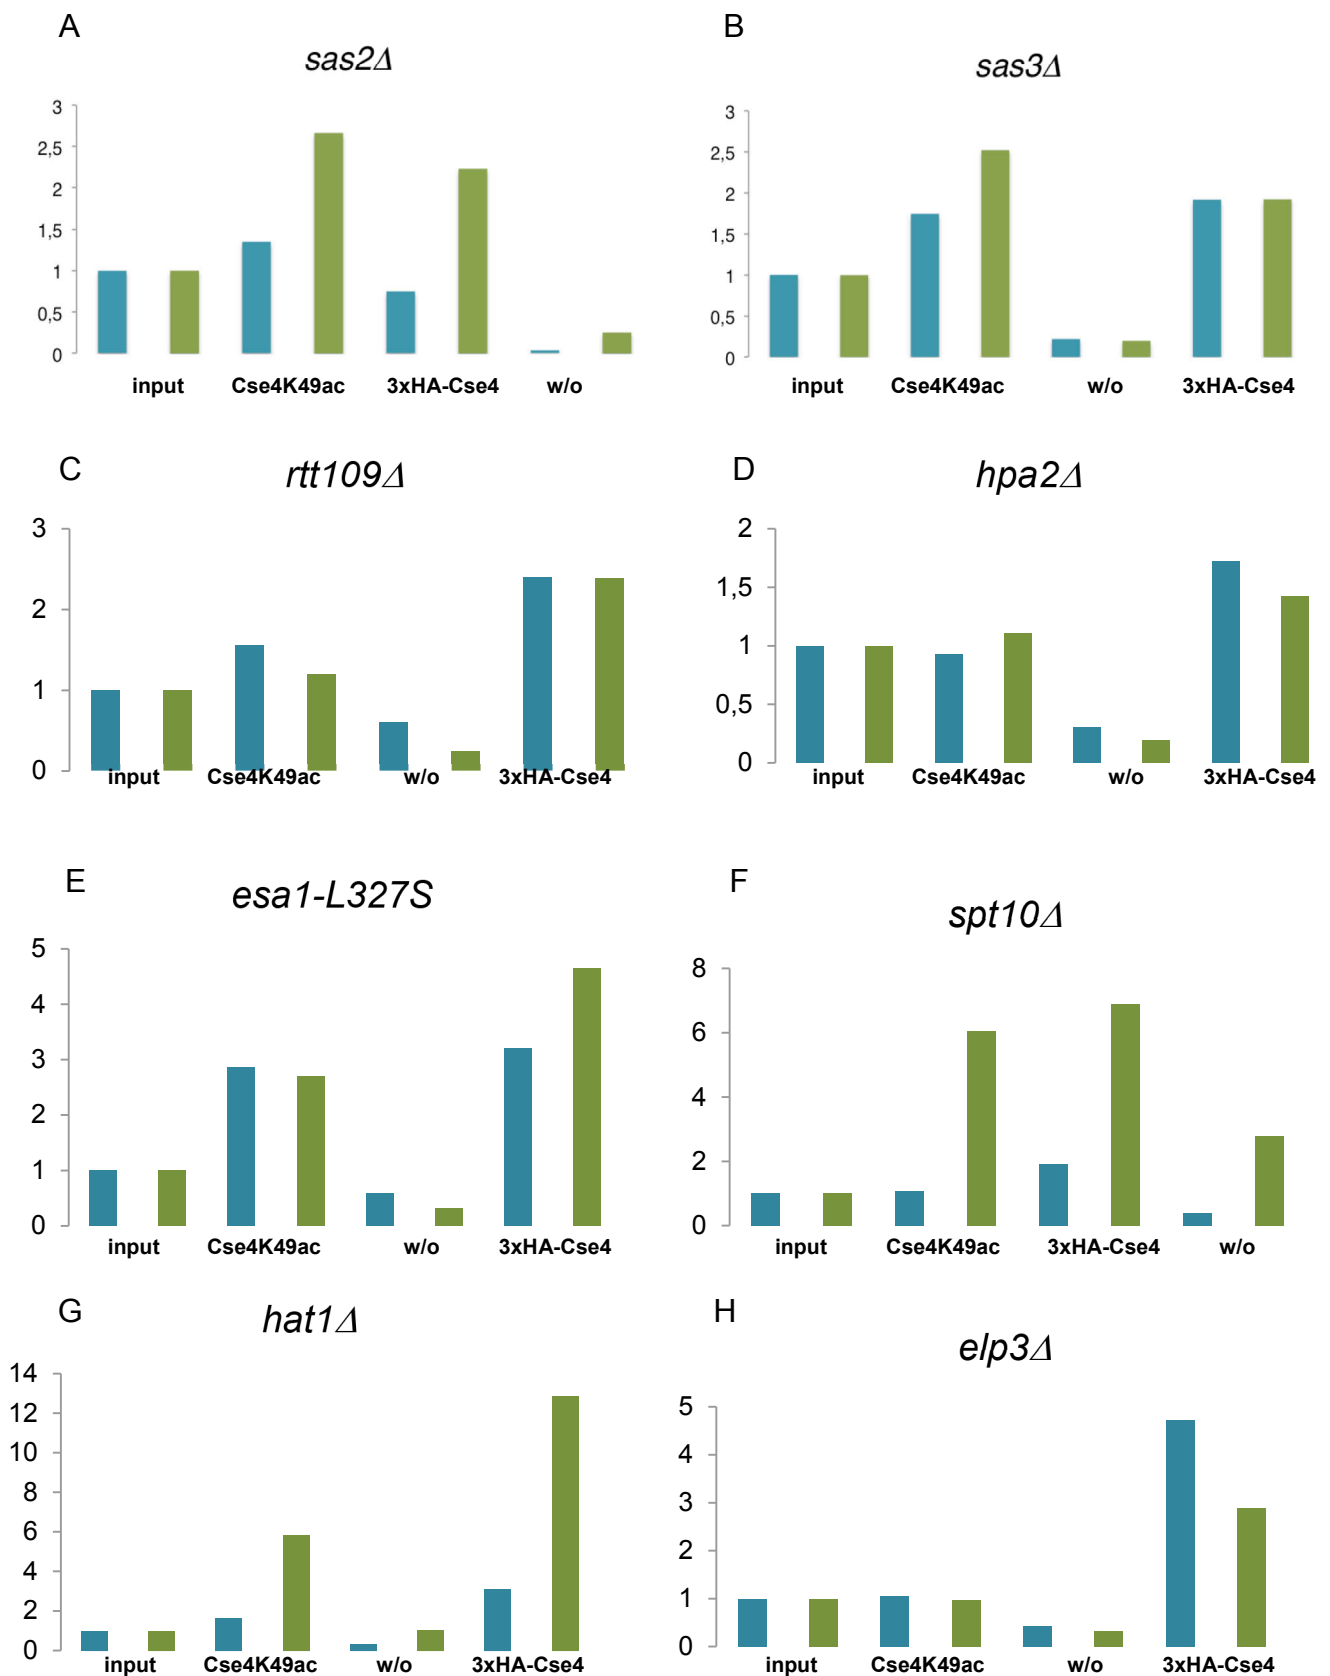 A
sas2Δ
3
2,5
2
1,5
1
0,5
0
input Cse4K49ac 3xHA-Cse4 w/o
B
sas3Δ
3
2,5
2
1,5
1
0,5
0
input Cse4K49ac w/o 3xHA-Cse4
C
rtt109Δ
3
2
1
0
input Cse4K49ac w/o 3xHA-Cse4
D
hpa2Δ
2
1,5
1
0,5
0
input Cse4K49ac w/o 3xHA-Cse4
E
esa1-L327S
5
4
3
2
1
0
input Cse4K49ac w/o 3xHA-Cse4
F
spt10Δ
8
6
4
2
0
input Cse4K49ac 3xHA-Cse4 w/o
G
hat1Δ
14
12
10
8
6
4
2
0
input Cse4K49ac w/o 3xHA-Cse4
H
elp3Δ
5
4
3
2
1
0
input Cse4K49ac w/o 3xHA-Cse4